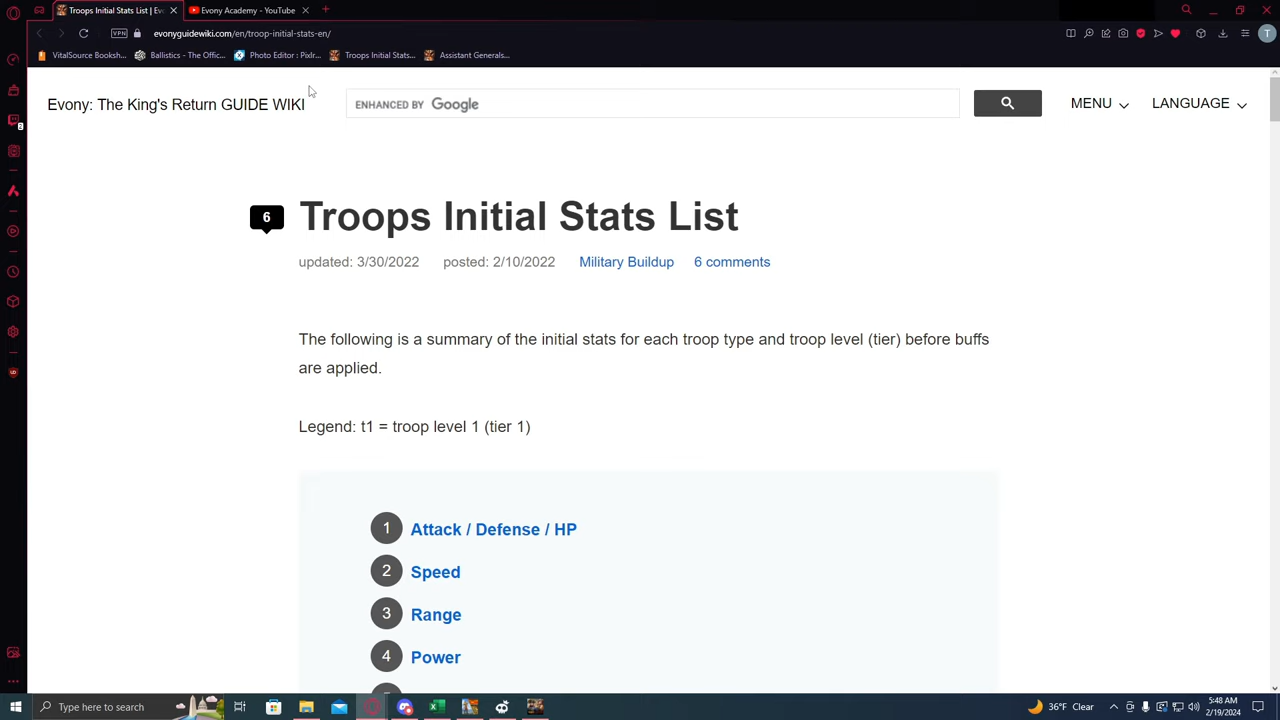 Troops Initial Stats List | Evo
Evony Academy - YouTube
VPN
evonyguidewiki.com/en/troop-initial-stats-en/
T
VitalSource Booksh...
Ballistics - The Offic...
Photo Editor : Pixlr...
Troops Initial Stats...
Assistant Generals...
Evony: The King's Return GUIDE WIKI
ENHANCED BY Google
MENU
LANGUAGE
2
6
Troops Initial Stats List
updated: 3/30/2022 posted: 2/10/2022 Military Buildup 6 comments
The following is a summary of the initial stats for each troop type and troop level (tier) before buffs
are applied.
Legend: t1 = troop level 1 (tier 1)
1 Attack / Defense / HP
2 Speed
3 Range
4 Power
Type here to search
36°F Clear
5:48 AM
2/19/2024